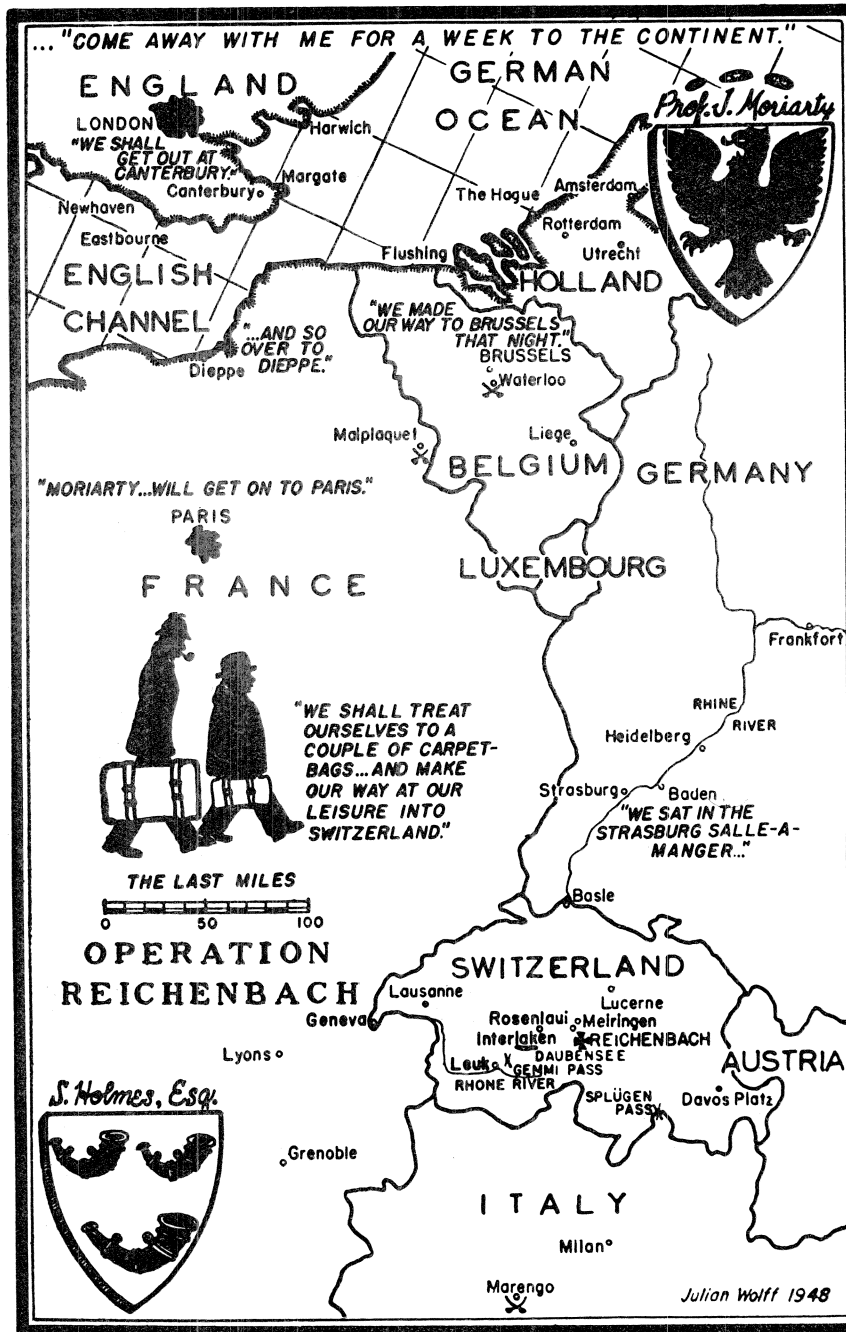 ..."COME AWAY WITH ME FOR A WEEK TO THE CONTINENT."
ENGLAND
GERMAN
OCEAN
Prof. J. Moriarty
LONDON
Harwich
"WE SHALL
GET OUT AT
CANTERBURY."
Canterbury
Margate
Newhaven
Eastbourne
The Hague
Amsterdam
Rotterdam
Utrecht
Flushing
HOLLAND
ENGLISH
CHANNEL
"...AND SO
OVER TO
DIEPPE."
Dieppe
"WE MADE
OUR WAY TO BRUSSELS
THAT NIGHT."
BRUSSELS
Waterloo
Malplaquet
Liege
BELGIUM
GERMANY
"MORIARTY...WILL GET ON TO PARIS."
PARIS
FRANCE
LUXEMBOURG
Frankfort
RHINE
RIVER
Heidelberg
"WE SHALL TREAT
OURSELVES TO A
COUPLE OF CARPET-
BAGS...AND MAKE
OUR WAY AT OUR
LEISURE INTO
SWITZERLAND."
Strasburg
Baden
"WE SAT IN THE
STRASBURG SALLE-A-
MANGER..."
THE LAST MILES
0 50 100
Basle
OPERATION
REICHENBACH
SWITZERLAND
Lausanne
Lucerne
Geneva
Rosenlaui
Meiringen
Interlaken
REICHENBACH
DAUBENSEE
Leuk
GEMMI PASS
RHONE RIVER
AUSTRIA
SPLÜGEN
PASS
Davos Platz
Lyons
S. Holmes, Esq.
Grenoble
ITALY
Milan
Marengo
Julian Wolff 1948